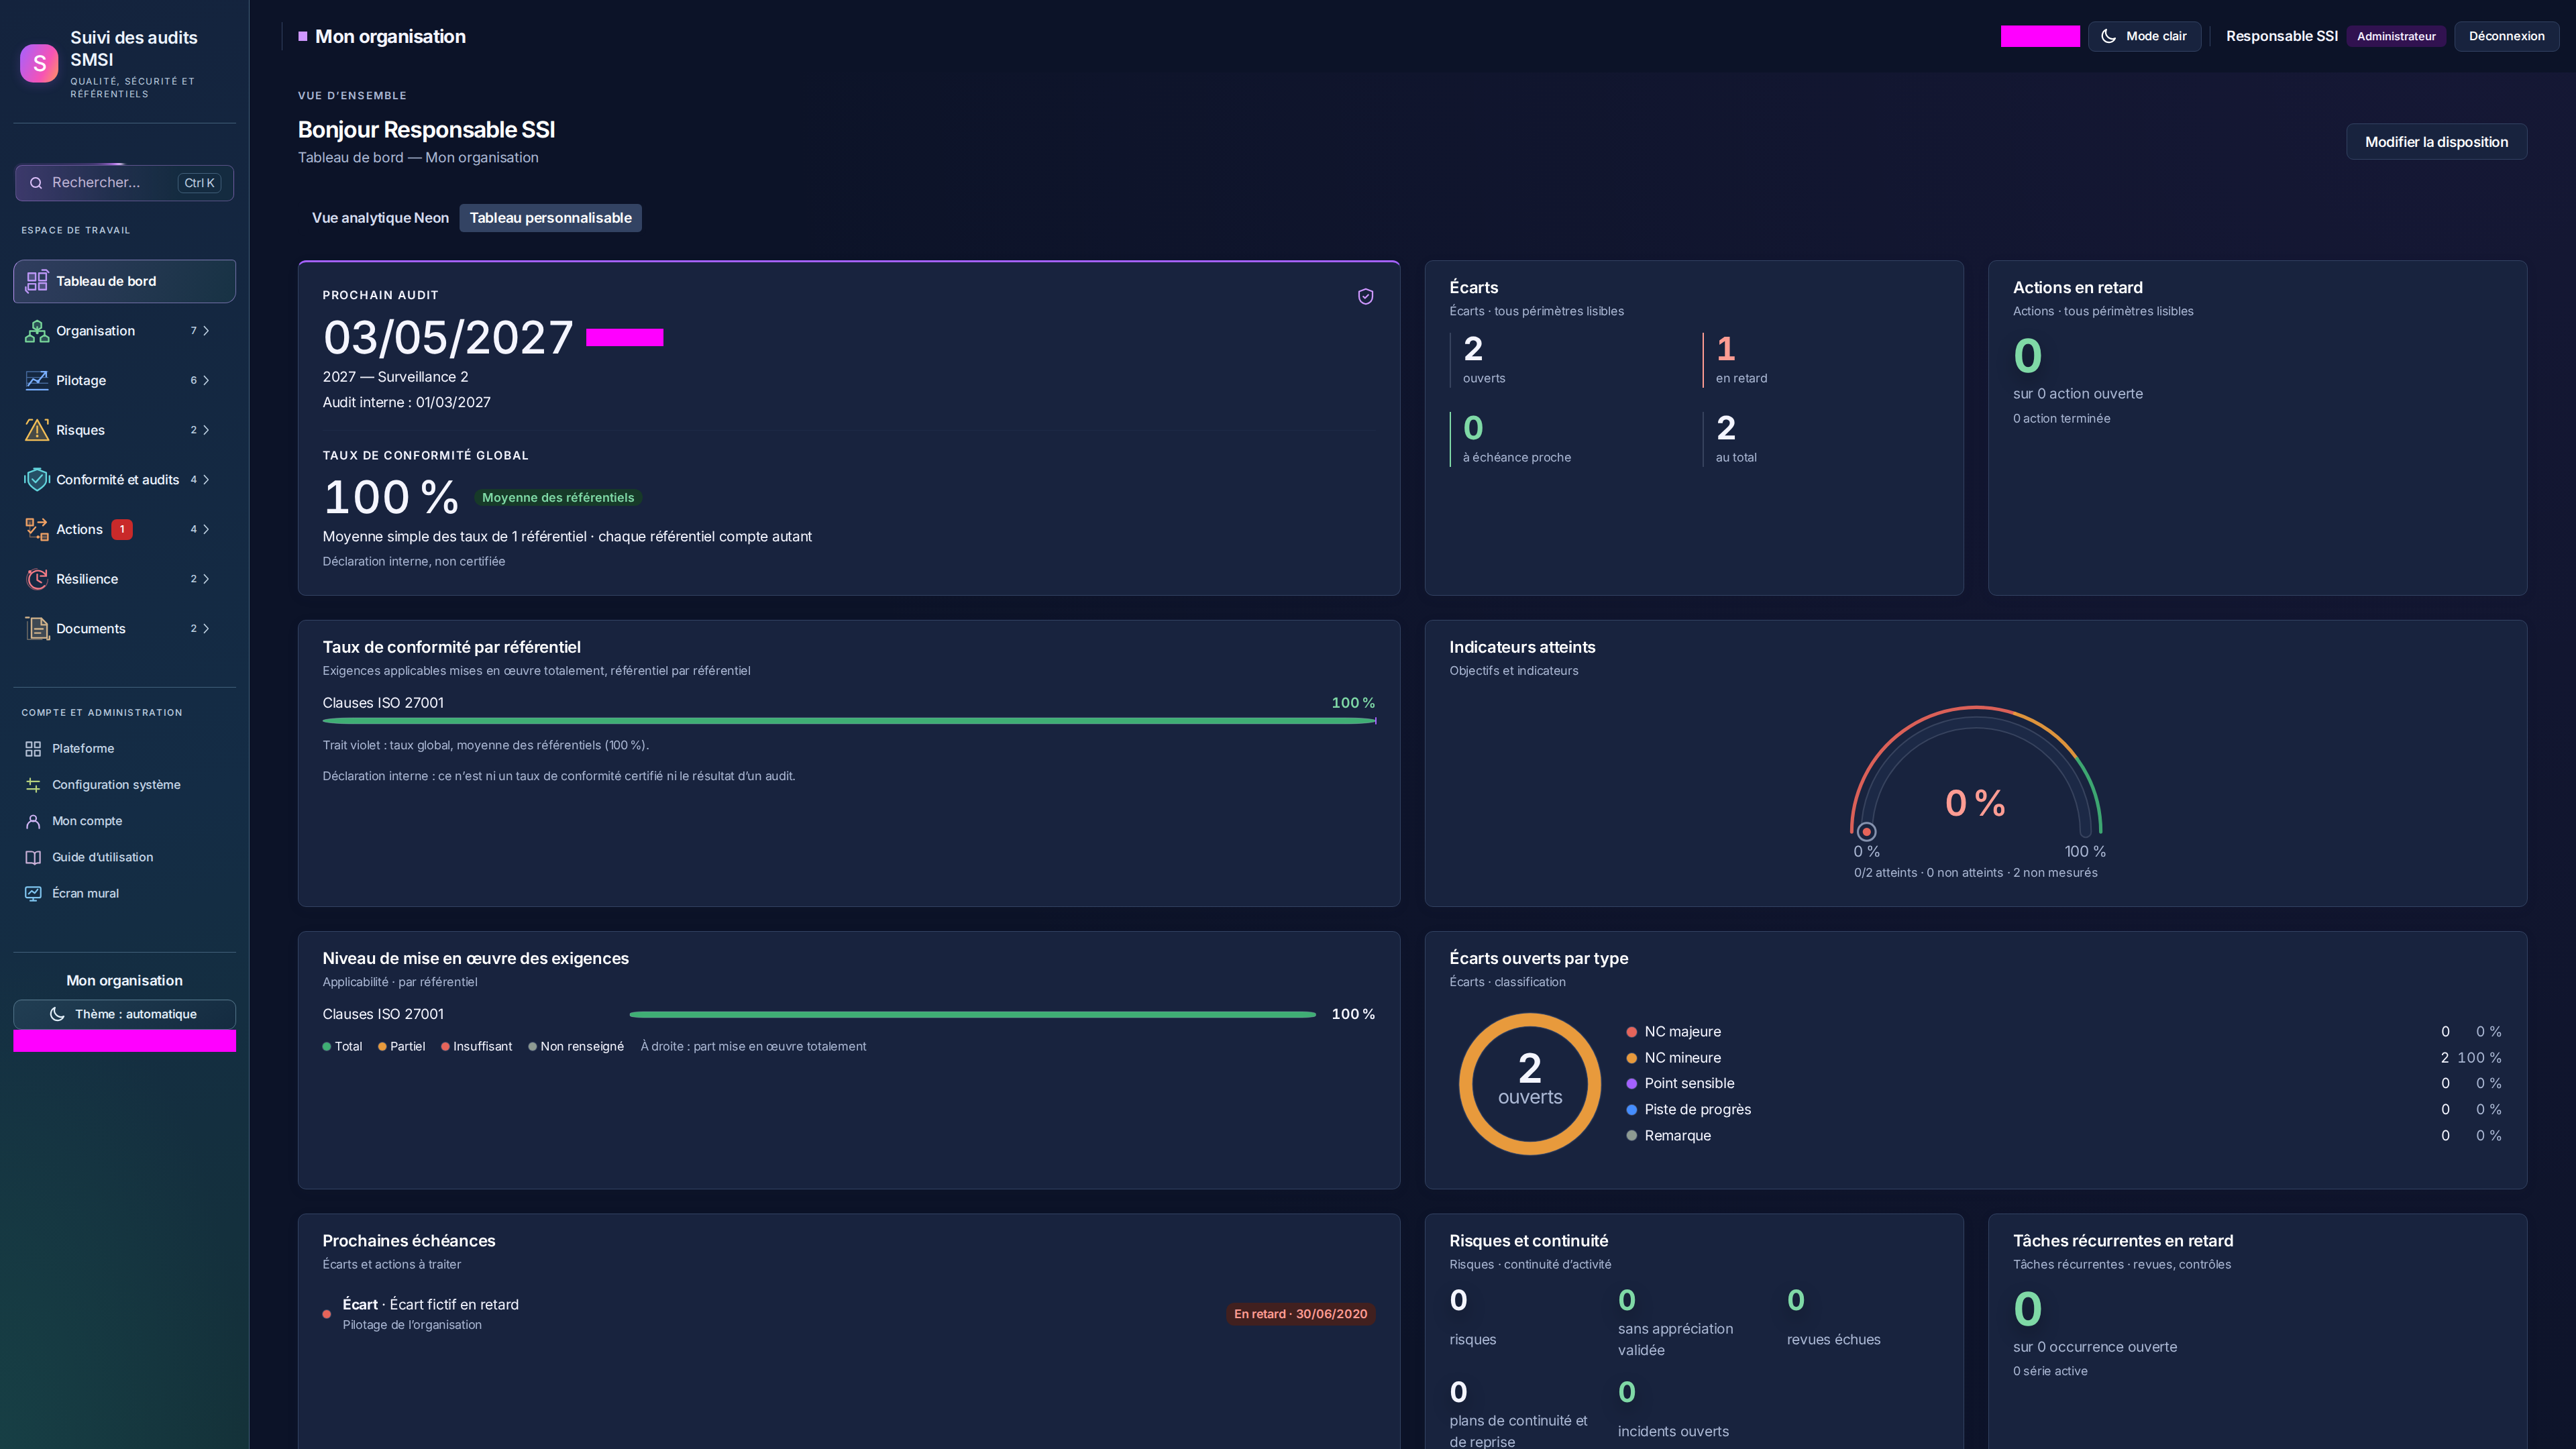 S
Suivi des audits
SMSI
QUALITÉ, SÉCURITÉ ET
RÉFÉRENTIELS
Rechercher...
Ctrl K
ESPACE DE TRAVAIL
Tableau de bord
Organisation 7
Pilotage 6
Risques 2
Conformité et audits 4
Actions 1 4
Résilience 2
Documents 2
COMPTE ET ADMINISTRATION
Plateforme
Configuration système
Mon compte
Guide d'utilisation
Écran mural
Mon organisation
Thème : automatique
Mon organisation
Mode clair
Responsable SSI
Administrateur
Déconnexion
VUE D'ENSEMBLE
Bonjour Responsable SSI
Tableau de bord — Mon organisation
Modifier la disposition
Vue analytique Neon
Tableau personnalisable
PROCHAIN AUDIT
03/05/2027
2027 — Surveillance 2
Audit interne : 01/03/2027
TAUX DE CONFORMITÉ GLOBAL
100 % Moyenne des référentiels
Moyenne simple des taux de 1 référentiel · chaque référentiel compte autant
Déclaration interne, non certifiée
Écarts
Écarts · tous périmètres lisibles
2
ouverts
1
en retard
0
à échéance proche
2
au total
Actions en retard
Actions · tous périmètres lisibles
0
sur 0 action ouverte
0 action terminée
Taux de conformité par référentiel
Exigences applicables mises en œuvre totalement, référentiel par référentiel
Clauses ISO 27001 100 %
Trait violet : taux global, moyenne des référentiels (100 %).
Déclaration interne : ce n'est ni un taux de conformité certifié ni le résultat d'un audit.
Indicateurs atteints
Objectifs et indicateurs
0 %
0 % 100 %
0/2 atteints · 0 non atteints · 2 non mesurés
Niveau de mise en œuvre des exigences
Applicabilité · par référentiel
Clauses ISO 27001 100 %
Total Partiel Insuffisant Non renseigné À droite : part mise en œuvre totalement
Écarts ouverts par type
Écarts · classification
2
ouverts
NC majeure 0 0 %
NC mineure 2 100 %
Point sensible 0 0 %
Piste de progrès 0 0 %
Remarque 0 0 %
Prochaines échéances
Écarts et actions à traiter
Écart · Écart fictif en retard
Pilotage de l'organisation
En retard · 30/06/2020
Risques et continuité
Risques · continuité d'activité
0
risques
0
sans appréciation
validée
0
revues échues
0
plans de continuité et
de reprise
0
incidents ouverts
Tâches récurrentes en retard
Tâches récurrentes · revues, contrôles
0
sur 0 occurrence ouverte
0 série active